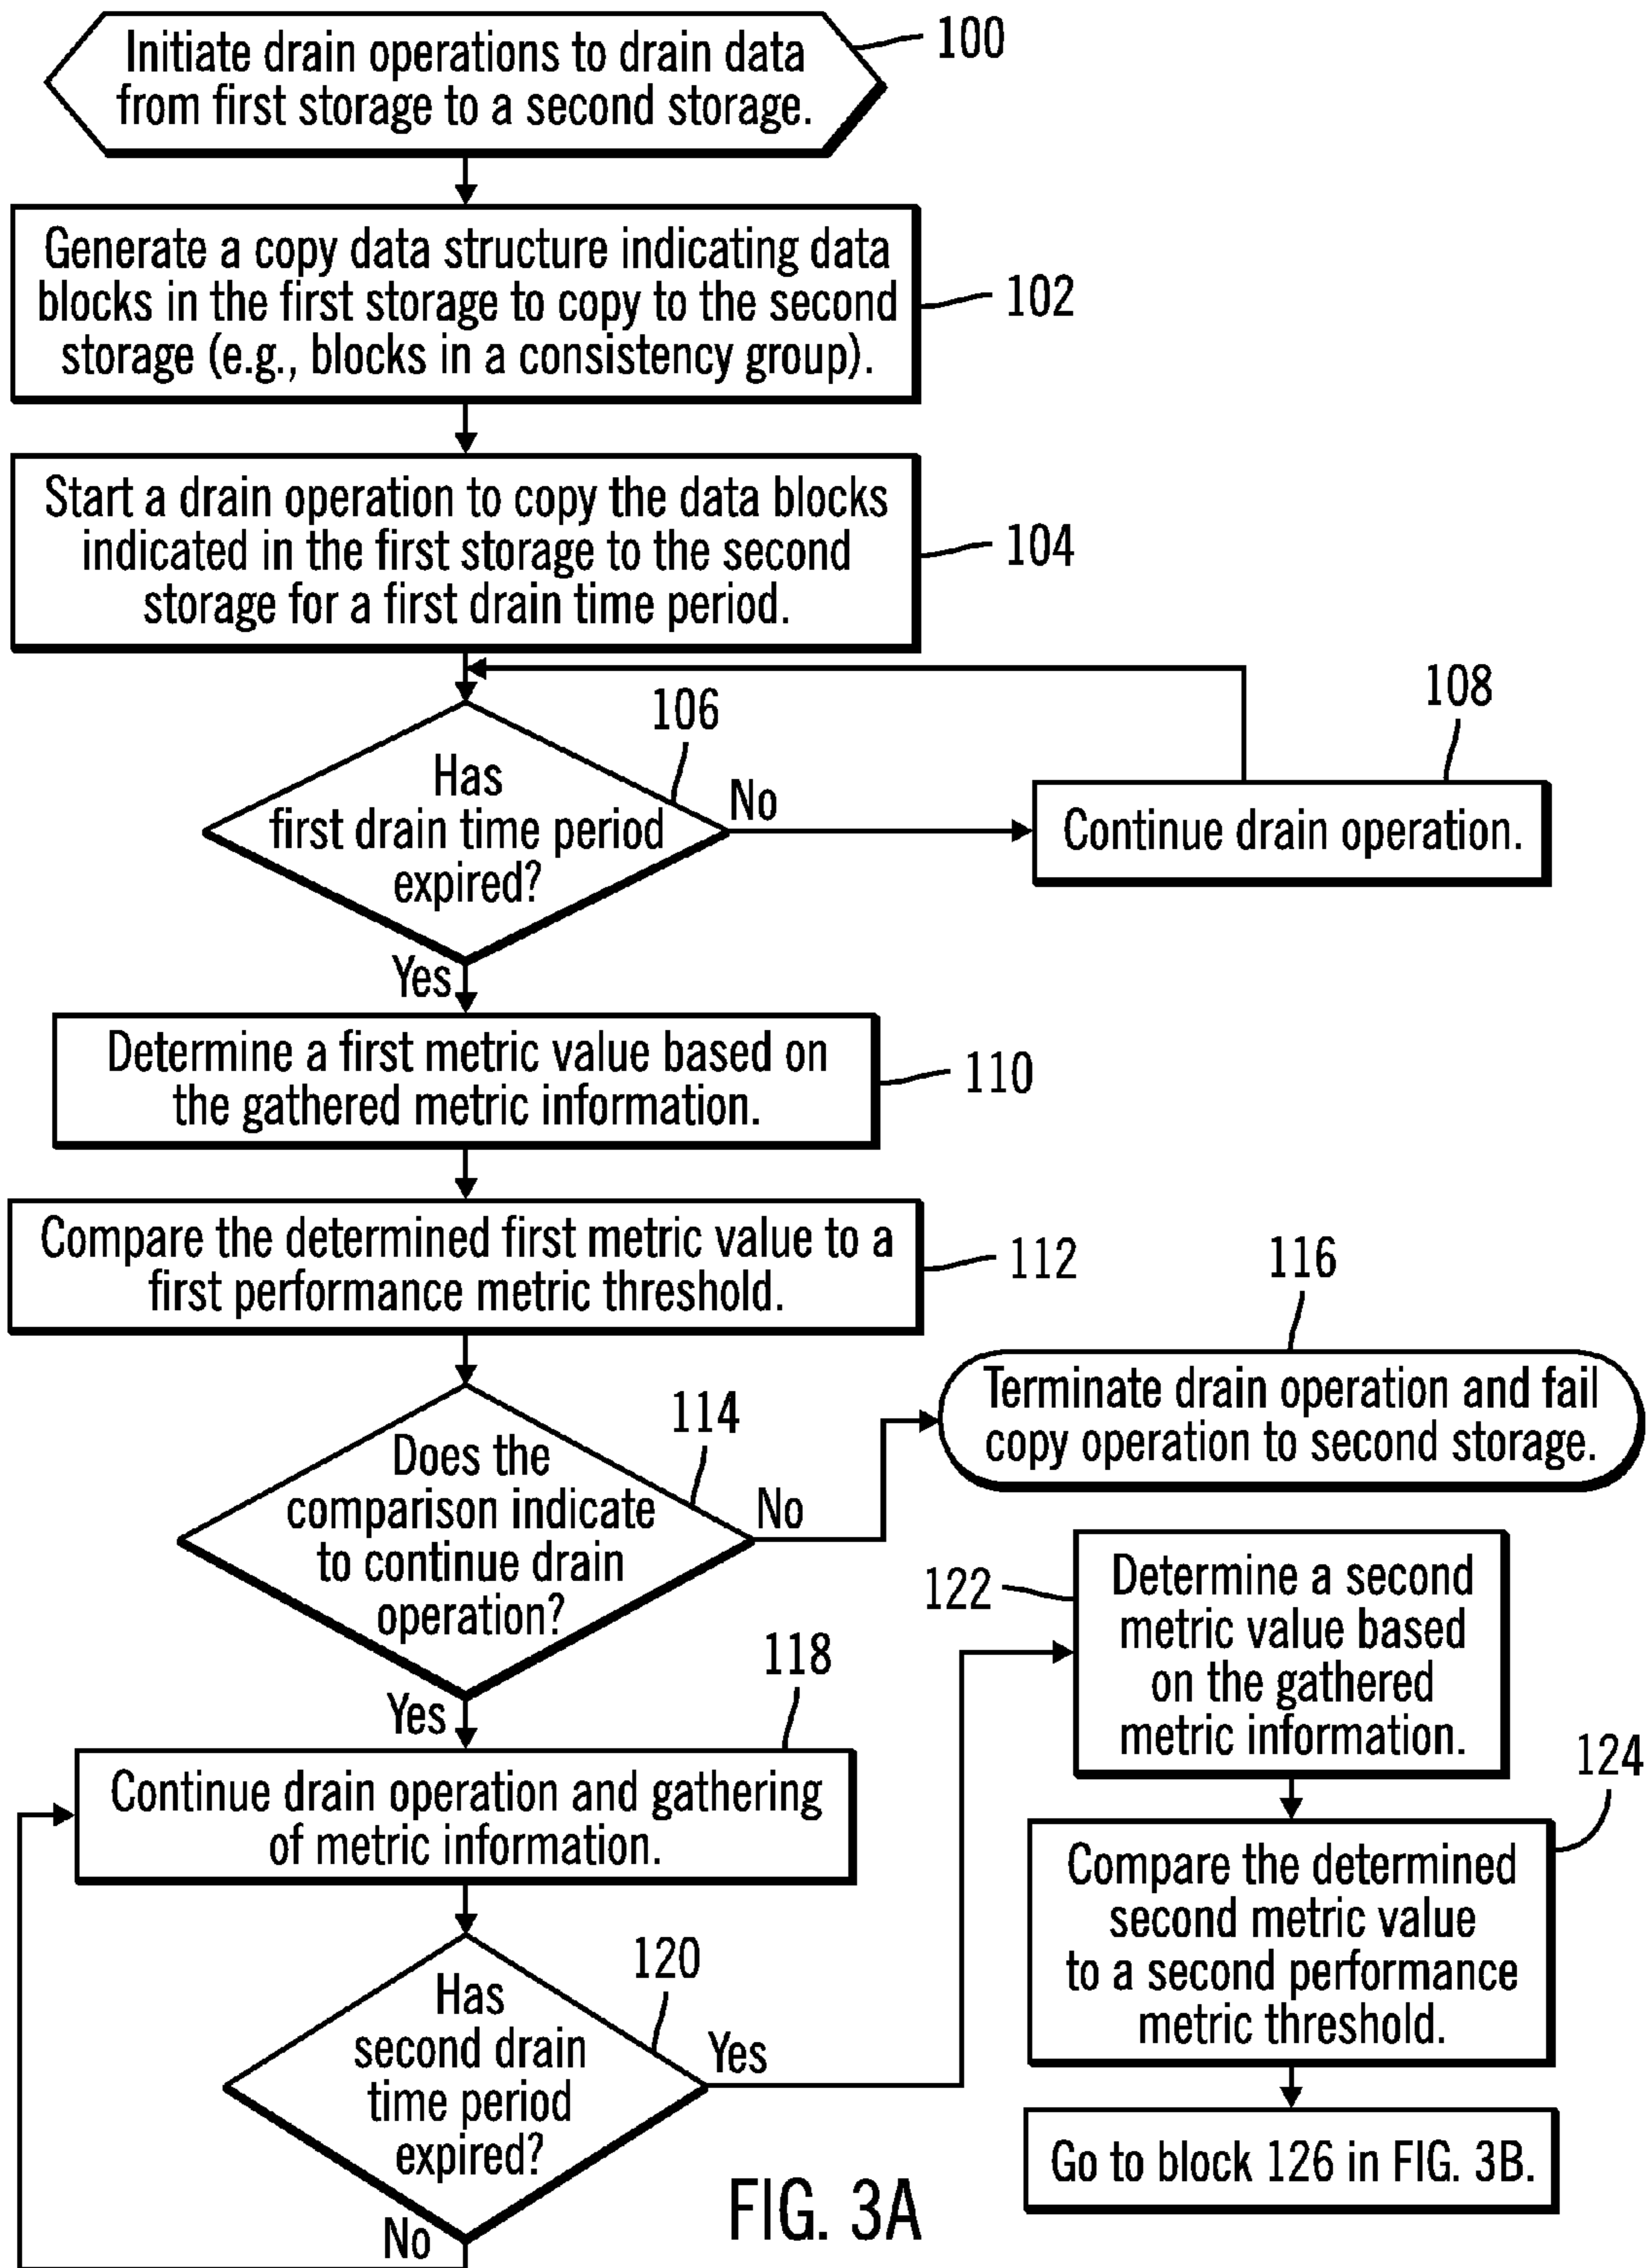 Initiate drain operations to drain data
from first storage to a second storage.
100
Generate a copy data structure indicating data
blocks in the first storage to copy to the second
storage (e.g., blocks in a consistency group).
102
Start a drain operation to copy the data blocks
indicated in the first storage to the second
storage for a first drain time period.
104
106
Has
first drain time period
expired?
No
108
Continue drain operation.
Yes
Determine a first metric value based on
the gathered metric information.
110
Compare the determined first metric value to a
first performance metric threshold.
112
114
Does the
comparison indicate
to continue drain
operation?
No
116
Terminate drain operation and fail
copy operation to second storage.
Yes
118
Continue drain operation and gathering
of metric information.
120
Has
second drain
time period
expired?
Yes
No
122
Determine a second
metric value based
on the gathered
metric information.
124
Compare the determined
second metric value
to a second performance
metric threshold.
Go to block 126 in FIG. 3B.
FIG. 3A